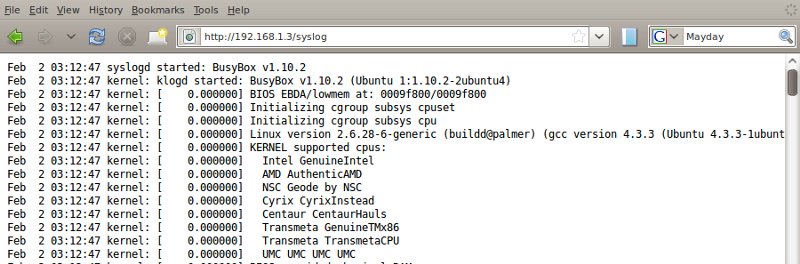 File Edit View History Bookmarks Tools Help
http://192.168.1.3/syslog
G Mayday
Feb  2 03:12:47 syslogd started: BusyBox v1.10.2
Feb  2 03:12:47 kernel: klogd started: BusyBox v1.10.2 (Ubuntu 1:1.10.2-2ubuntu4)
Feb  2 03:12:47 kernel: [    0.000000] BIOS EBDA/lowmem at: 0009f800/0009f800
Feb  2 03:12:47 kernel: [    0.000000] Initializing cgroup subsys cpuset
Feb  2 03:12:47 kernel: [    0.000000] Initializing cgroup subsys cpu
Feb  2 03:12:47 kernel: [    0.000000] Linux version 2.6.28-6-generic (buildd@palmer) (gcc version 4.3.3 (Ubuntu 4.3.3-1ubunt
Feb  2 03:12:47 kernel: [    0.000000] KERNEL supported cpus:
Feb  2 03:12:47 kernel: [    0.000000]   Intel GenuineIntel
Feb  2 03:12:47 kernel: [    0.000000]   AMD AuthenticAMD
Feb  2 03:12:47 kernel: [    0.000000]   NSC Geode by NSC
Feb  2 03:12:47 kernel: [    0.000000]   Cyrix CyrixInstead
Feb  2 03:12:47 kernel: [    0.000000]   Centaur CentaurHauls
Feb  2 03:12:47 kernel: [    0.000000]   Transmeta GenuineTMx86
Feb  2 03:12:47 kernel: [    0.000000]   Transmeta TransmetaCPU
Feb  2 03:12:47 kernel: [    0.000000]   UMC UMC UMC UMC